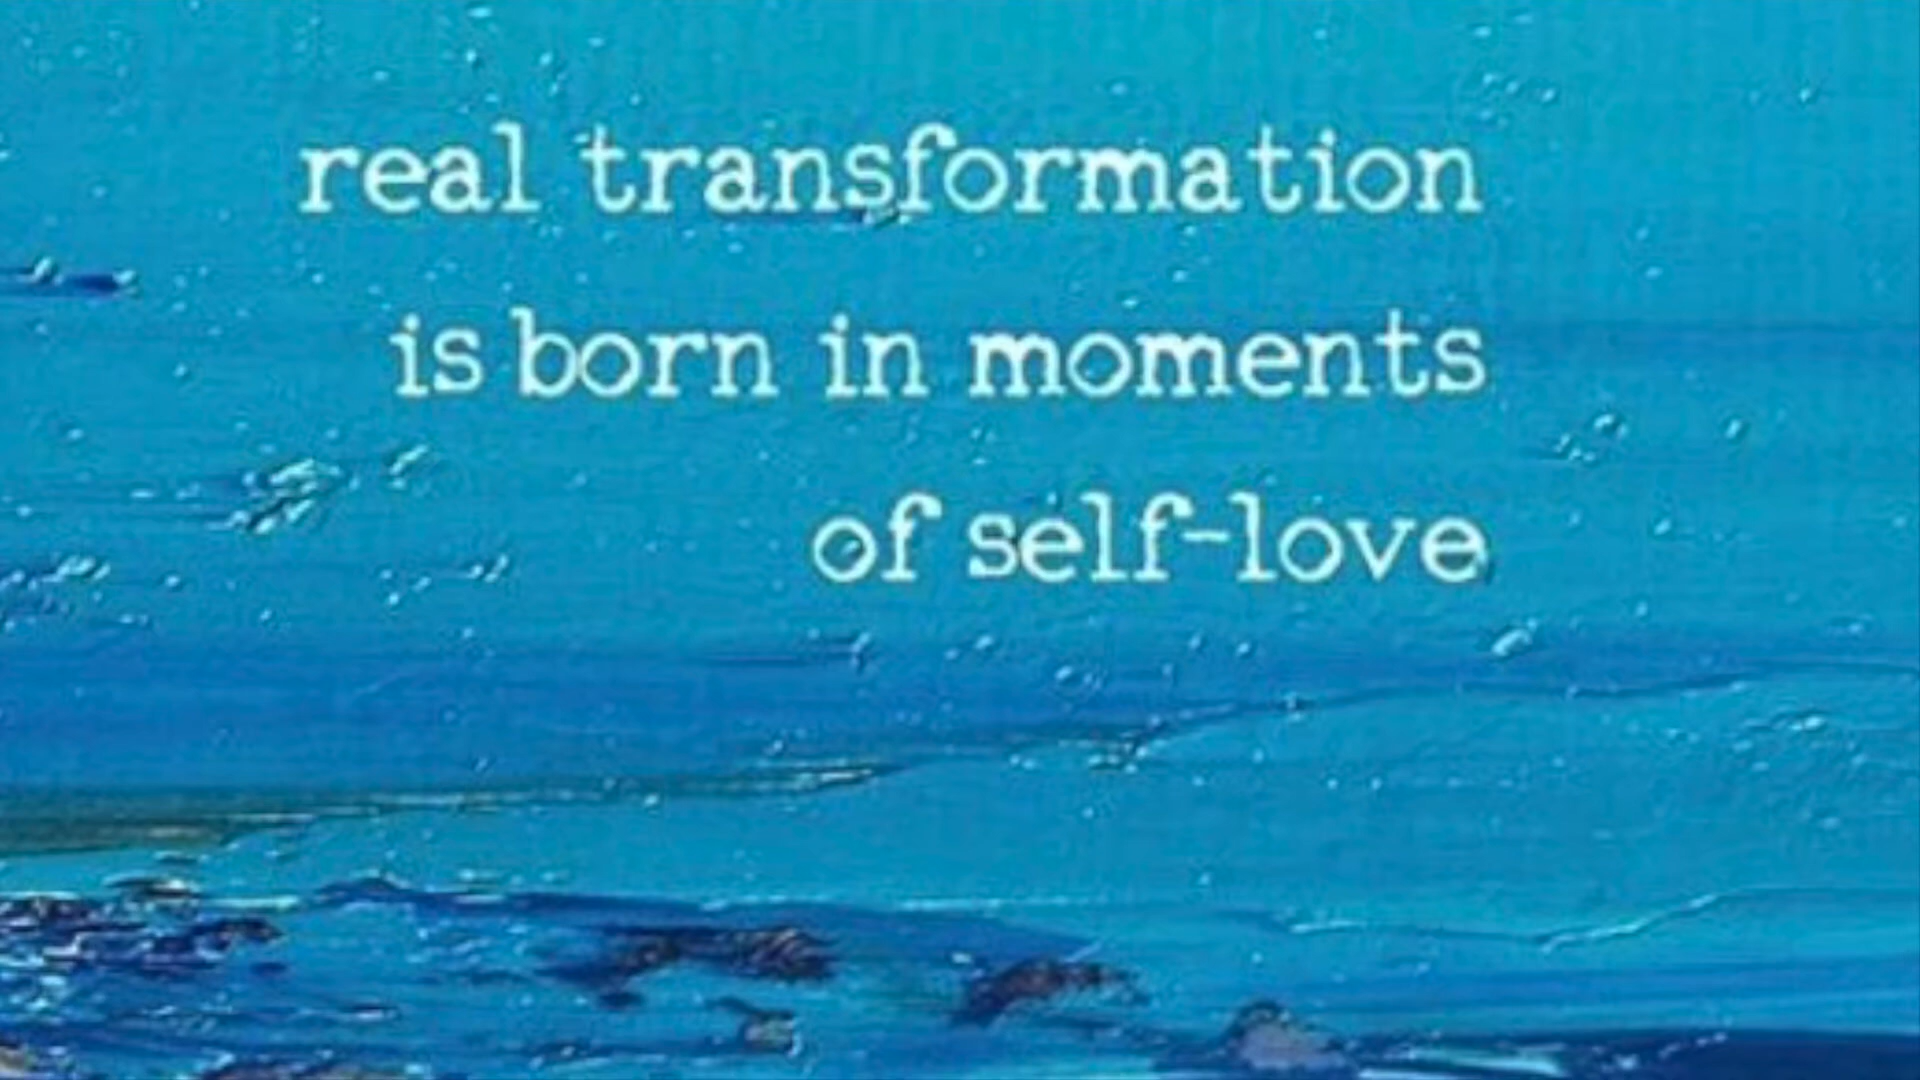 real transformation
is born in moments
of self-love